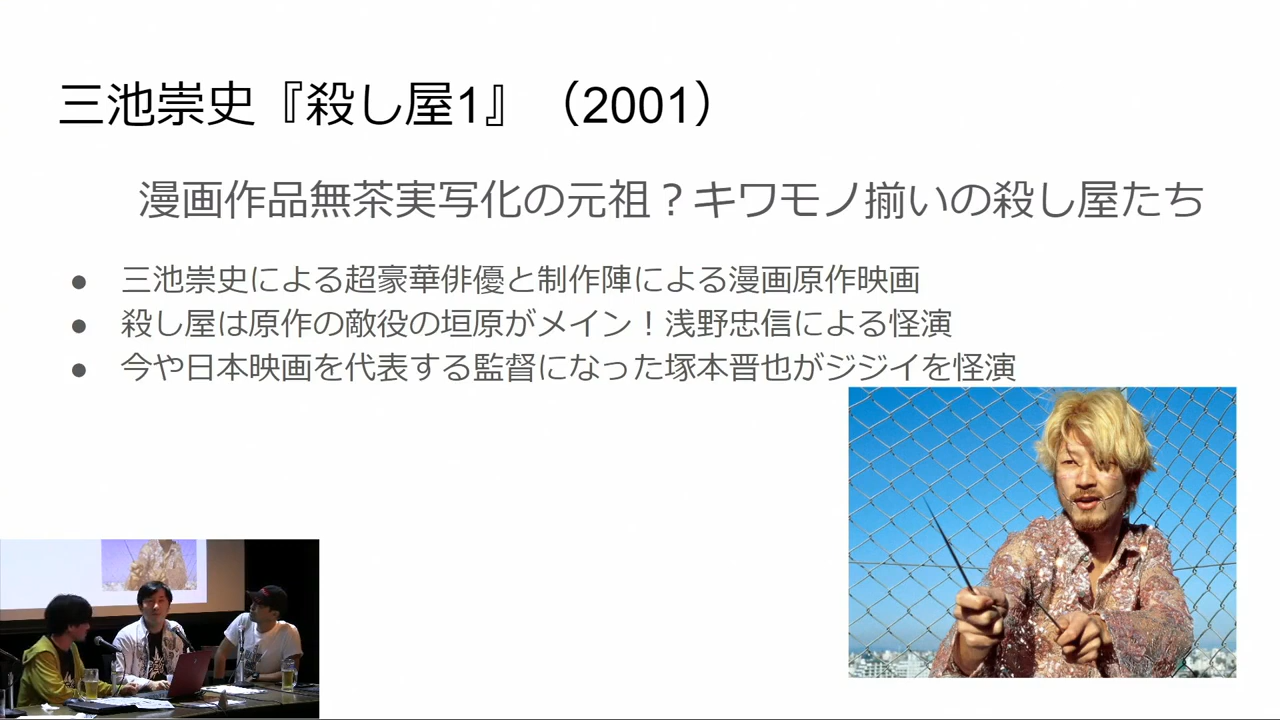 三池崇史『殺し屋1』（2001）
漫画作品無茶実写化の元祖？キワモノ揃いの殺し屋たち
● 三池崇史による超豪華俳優と制作陣による漫画原作映画
● 殺し屋は原作の敵役の垣原がメイン！浅野忠信による怪演
● 今や日本映画を代表する監督になった塚本晋也がジジイを怪演